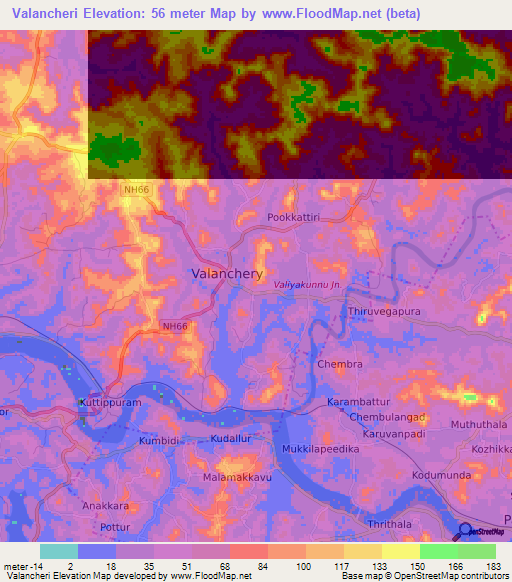 Valancheri Elevation: 56 meter Map by www.FloodMap.net (beta)
NH66
Pookkattiri
Valanchery
Valiyakunnu Jn.
Thiruvegapura
NH66
Chembra
Kuttippuram
Karambattur
or
Chembulangad
Muthuthala
Kumbidi
Kudallur
Karuvanpadi
Mukkilapeedika
Kozhikka
Malamakkavu
Kodumunda
Anakkara
Pottur
Thrithala
P
OpenStreetMap
meter -14 2 18 35 51 68 84 100 117 133 150 166 183
Valancheri Elevation Map developed by www.FloodMap.net
Base map © OpenStreetMap contributors